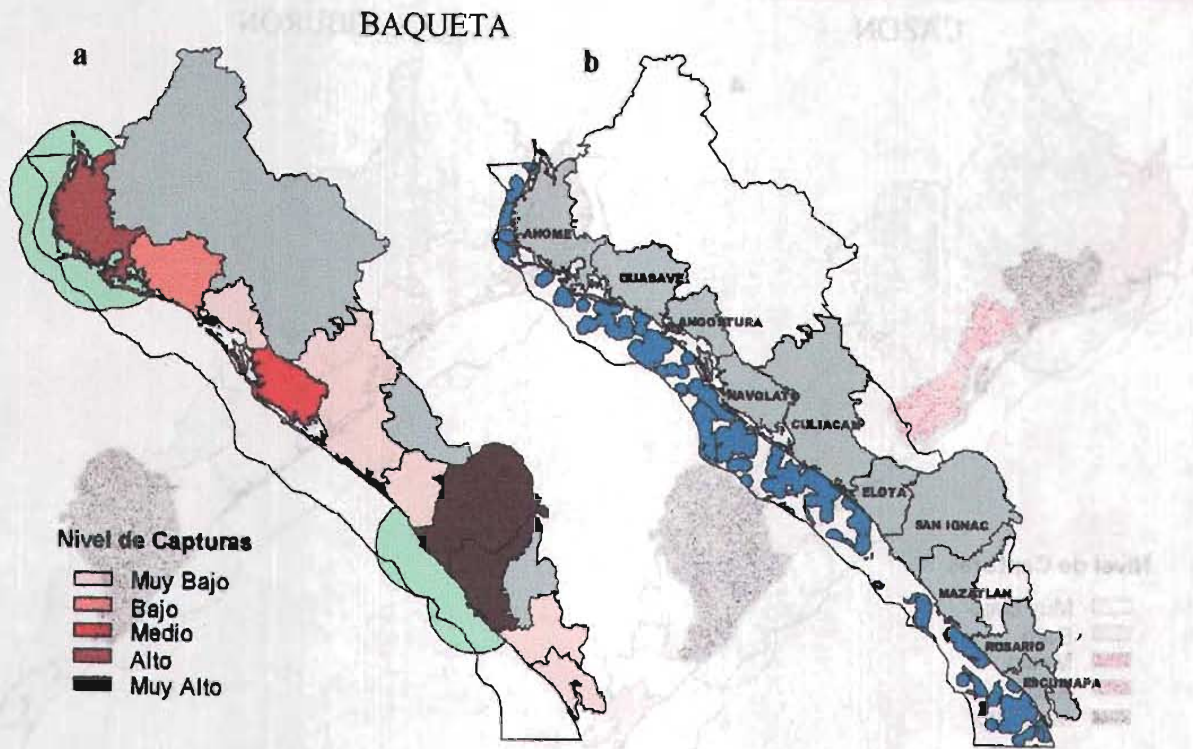 BAQUETA
a
b
AHOME
GUASAVE
ANGOSTURA
NAVOLATO
CULIACAN
ELOTA
SAN IGNAC
MAZATLAN
ROSARIO
ESCUINAPA
Nivel de Capturas
Muy Bajo
Bajo
Medio
Alto
Muy Alto